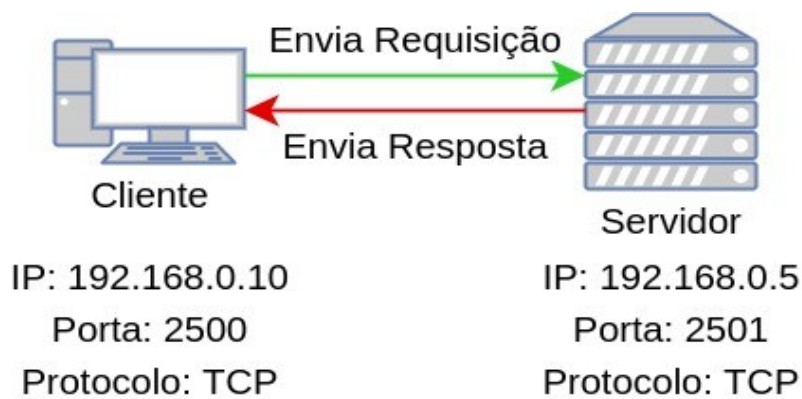 Envia Requisição
Envia Resposta
Cliente
Servidor
IP: 192.168.0.10
Porta: 2500
Protocolo: TCP
IP: 192.168.0.5
Porta: 2501
Protocolo: TCP